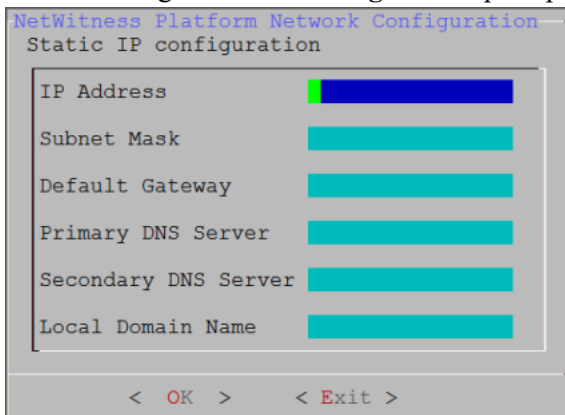 NetWitness Platform Network Configuration
Static IP configuration
IP Address
Subnet Mask
Default Gateway
Primary DNS Server
Secondary DNS Server
Local Domain Name
< OK > < Exit >